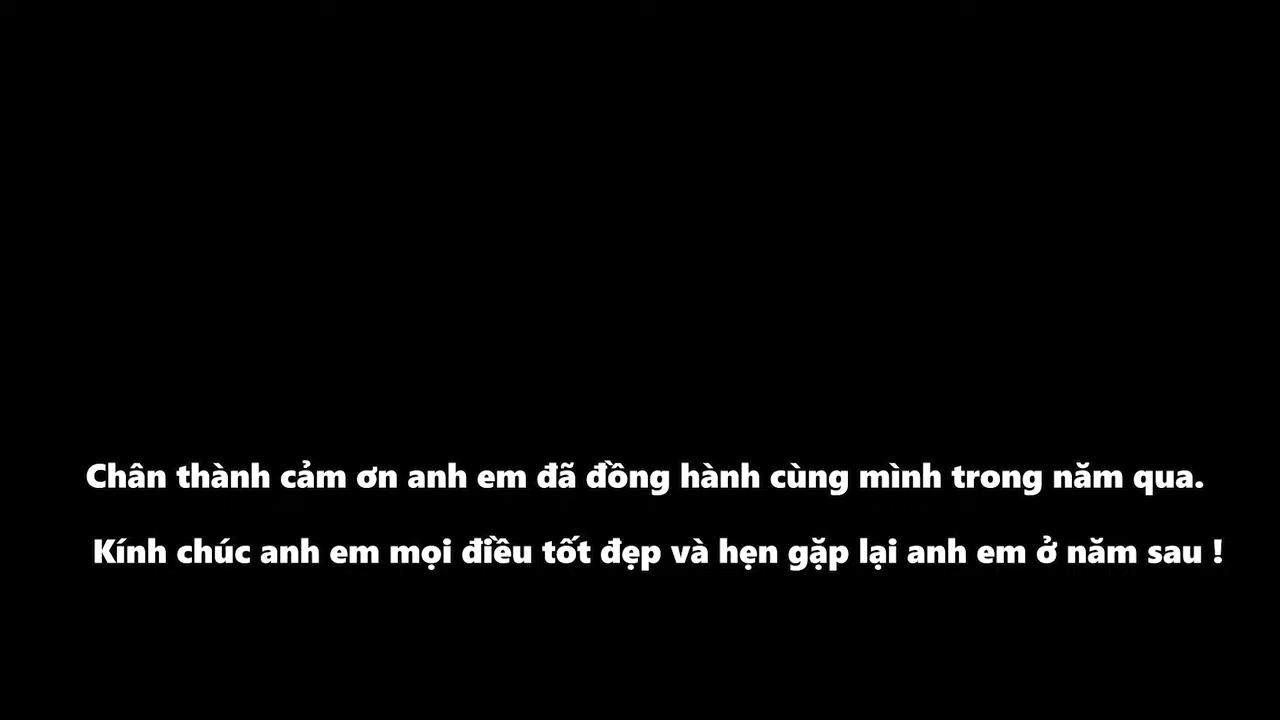 Chân thành cảm ơn anh em đã đồng hành cùng mình trong năm qua.
Kính chúc anh em mọi điều tốt đẹp và hẹn gặp lại anh em ở năm sau !